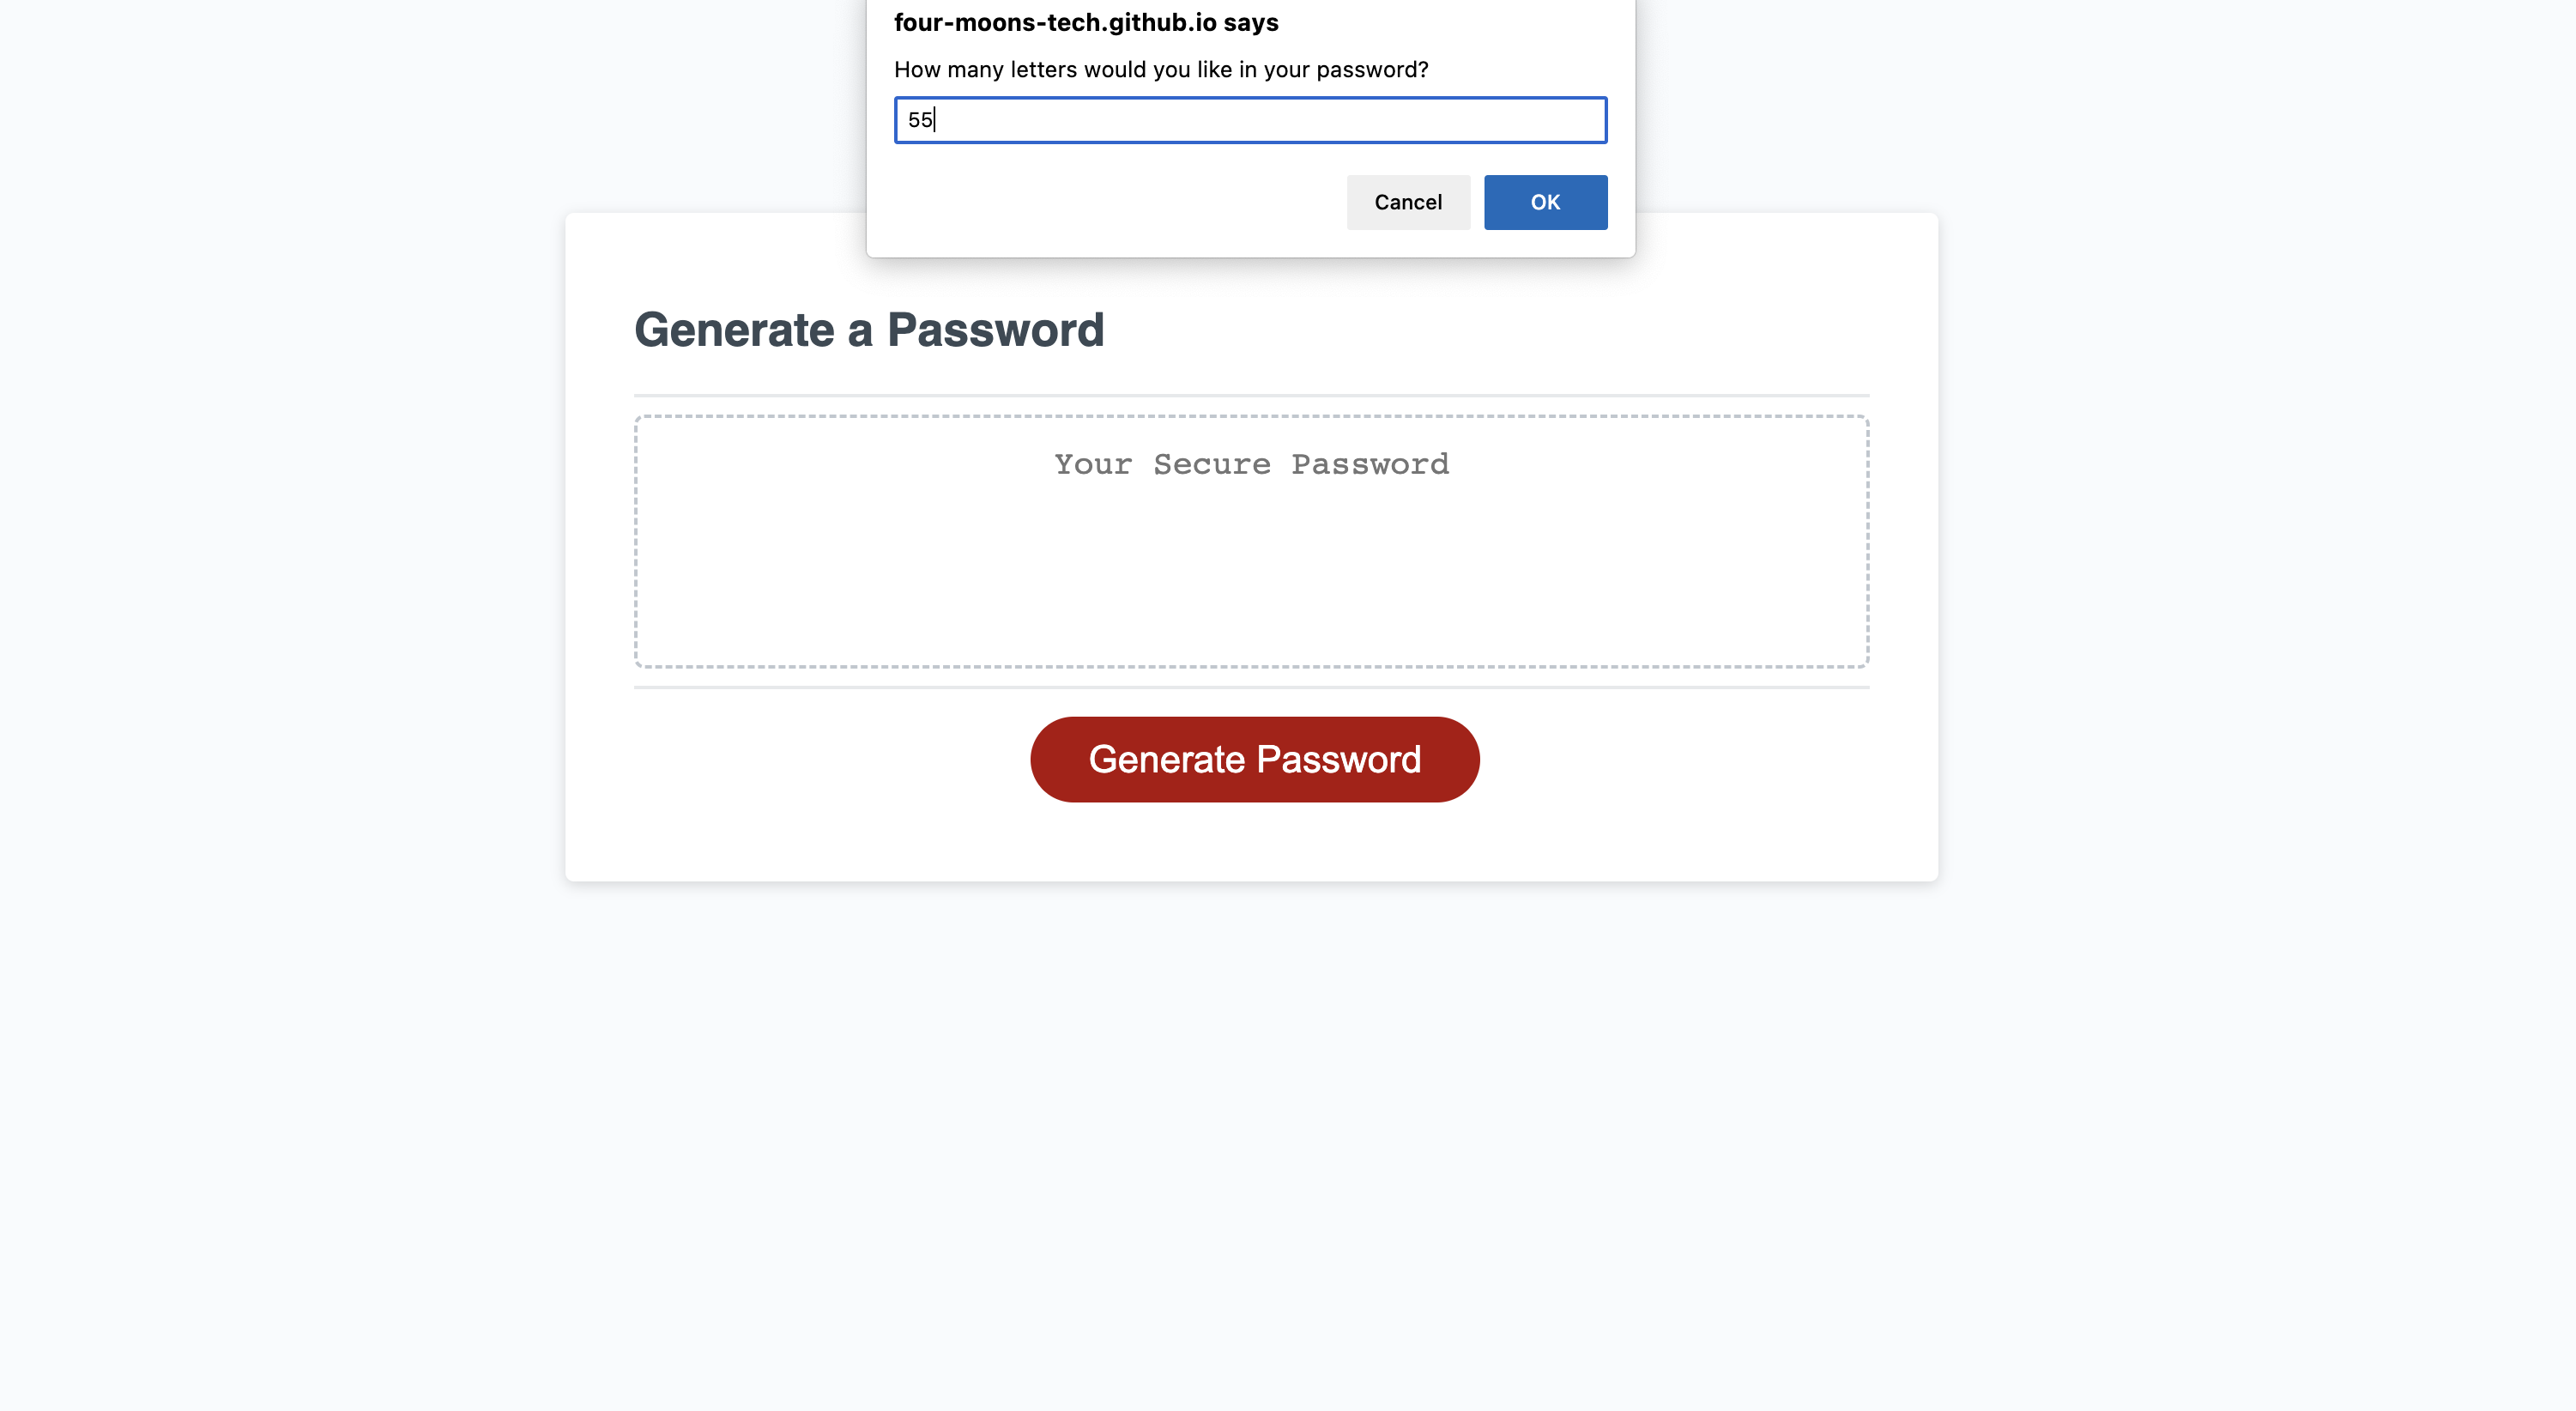 four-moons-tech.github.io says
How many letters would you like in your password?
55
Cancel OK
Generate a Password
Your Secure Password
Generate Password